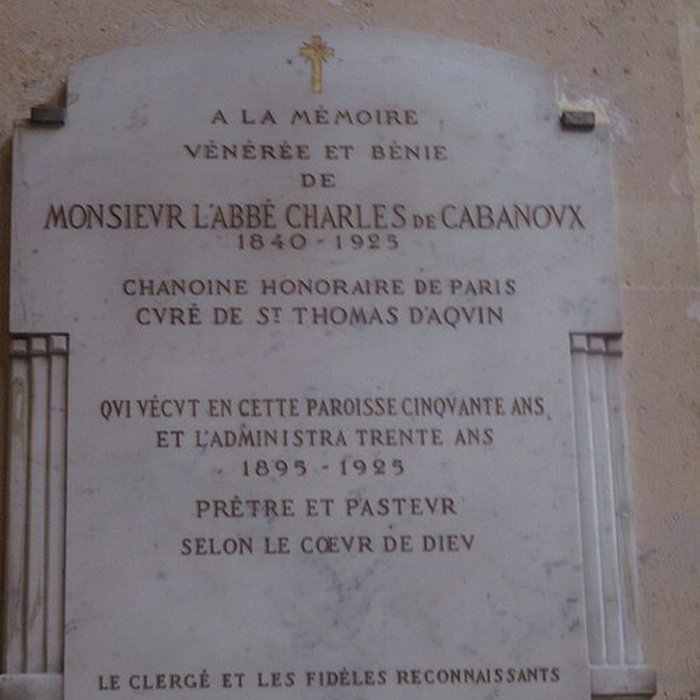 A LA MÉMOIRE
VÉNÉRÉE ET BÉNIE
DE
MONSIEVR L'ABBÉ CHARLES DE CABANOVX
1840 - 1925
CHANOINE HONORAIRE DE PARIS
CVRÉ DE ST THOMAS D'AQVIN
QVI VÉCVT EN CETTE PAROISSE CINQVANTE ANS
ET L'ADMINISTRA TRENTE ANS
1895 - 1925
PRÊTRE ET PASTEVR
SELON LE CŒVR DE DIEV
LE CLERGÉ ET LES FIDÈLES RECONNAISSANTS